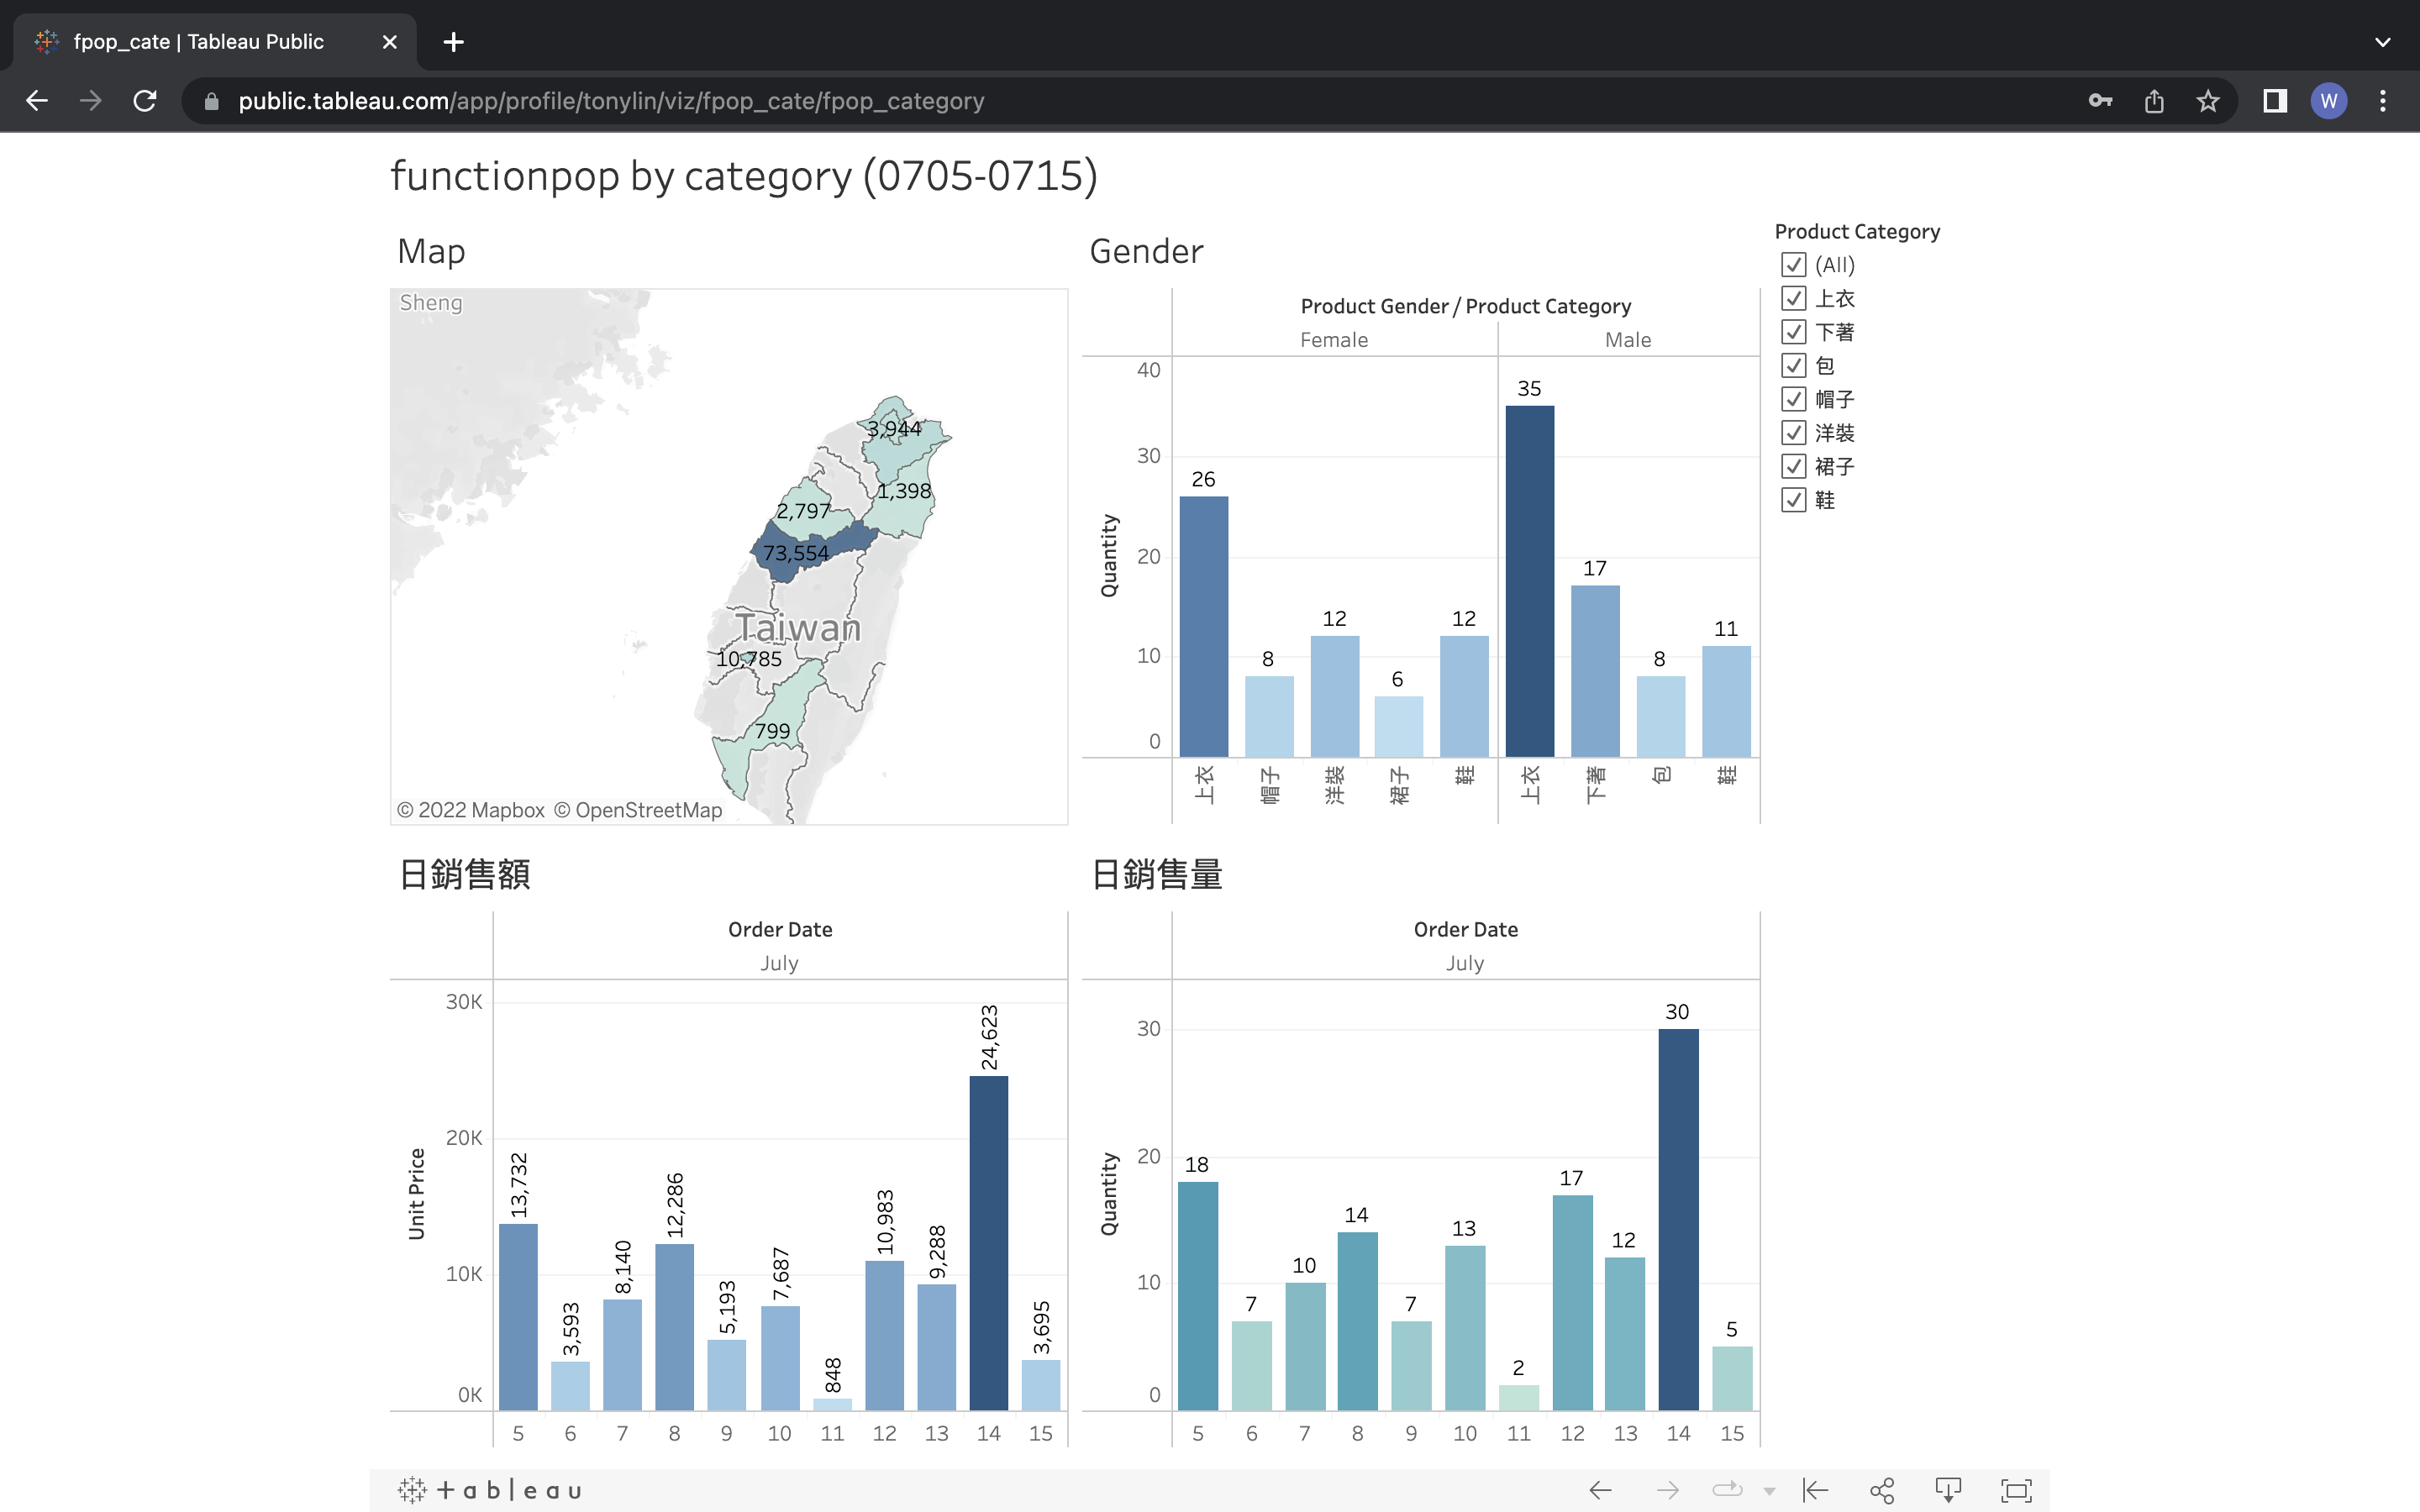 fpop_cate | Tableau Public
public.tableau.com/app/profile/tonylin/viz/fpop_cate/fpop_category
W
functionpop by category (0705-0715)
Map
Sheng
3,944
1,398
2,797
73,554
Taiwan
10,785
799
© 2022 Mapbox © OpenStreetMap
Gender
Product Gender / Product Category
Female Male
Quantity
40
30
20
10
0
26 8 12 6 12 35 17 8 11
上衣 帽子 洋裝 裙子 鞋 上衣 下著 包 鞋
Product Category
(All)
上衣
下著
包
帽子
洋裝
裙子
鞋
日銷售額
Order Date
July
Unit Price
30K
20K
10K
0K
13,732 3,593 8,140 12,286 5,193 7,687 848 10,983 9,288 24,623 3,695
5 6 7 8 9 10 11 12 13 14 15
日銷售量
Order Date
July
Quantity
30
20
10
0
18 7 10 14 7 13 2 17 12 30 5
5 6 7 8 9 10 11 12 13 14 15
+ableau